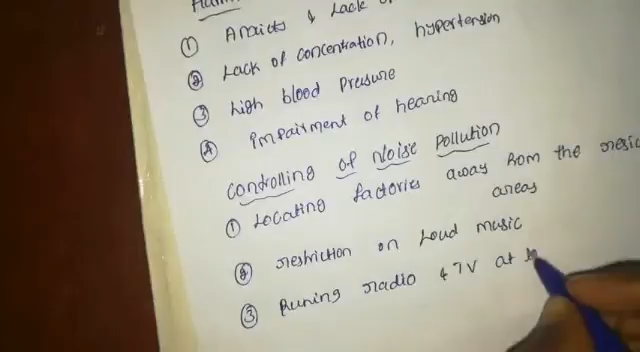 ① Anxiety & Lack
② Lack of concentration, hypertension
③ high blood pressure
④ impairment of hearing
controlling of Noise Pollution
① Locating factories away from the
areas
② restriction on Loud music
③ Runing radio & TV at